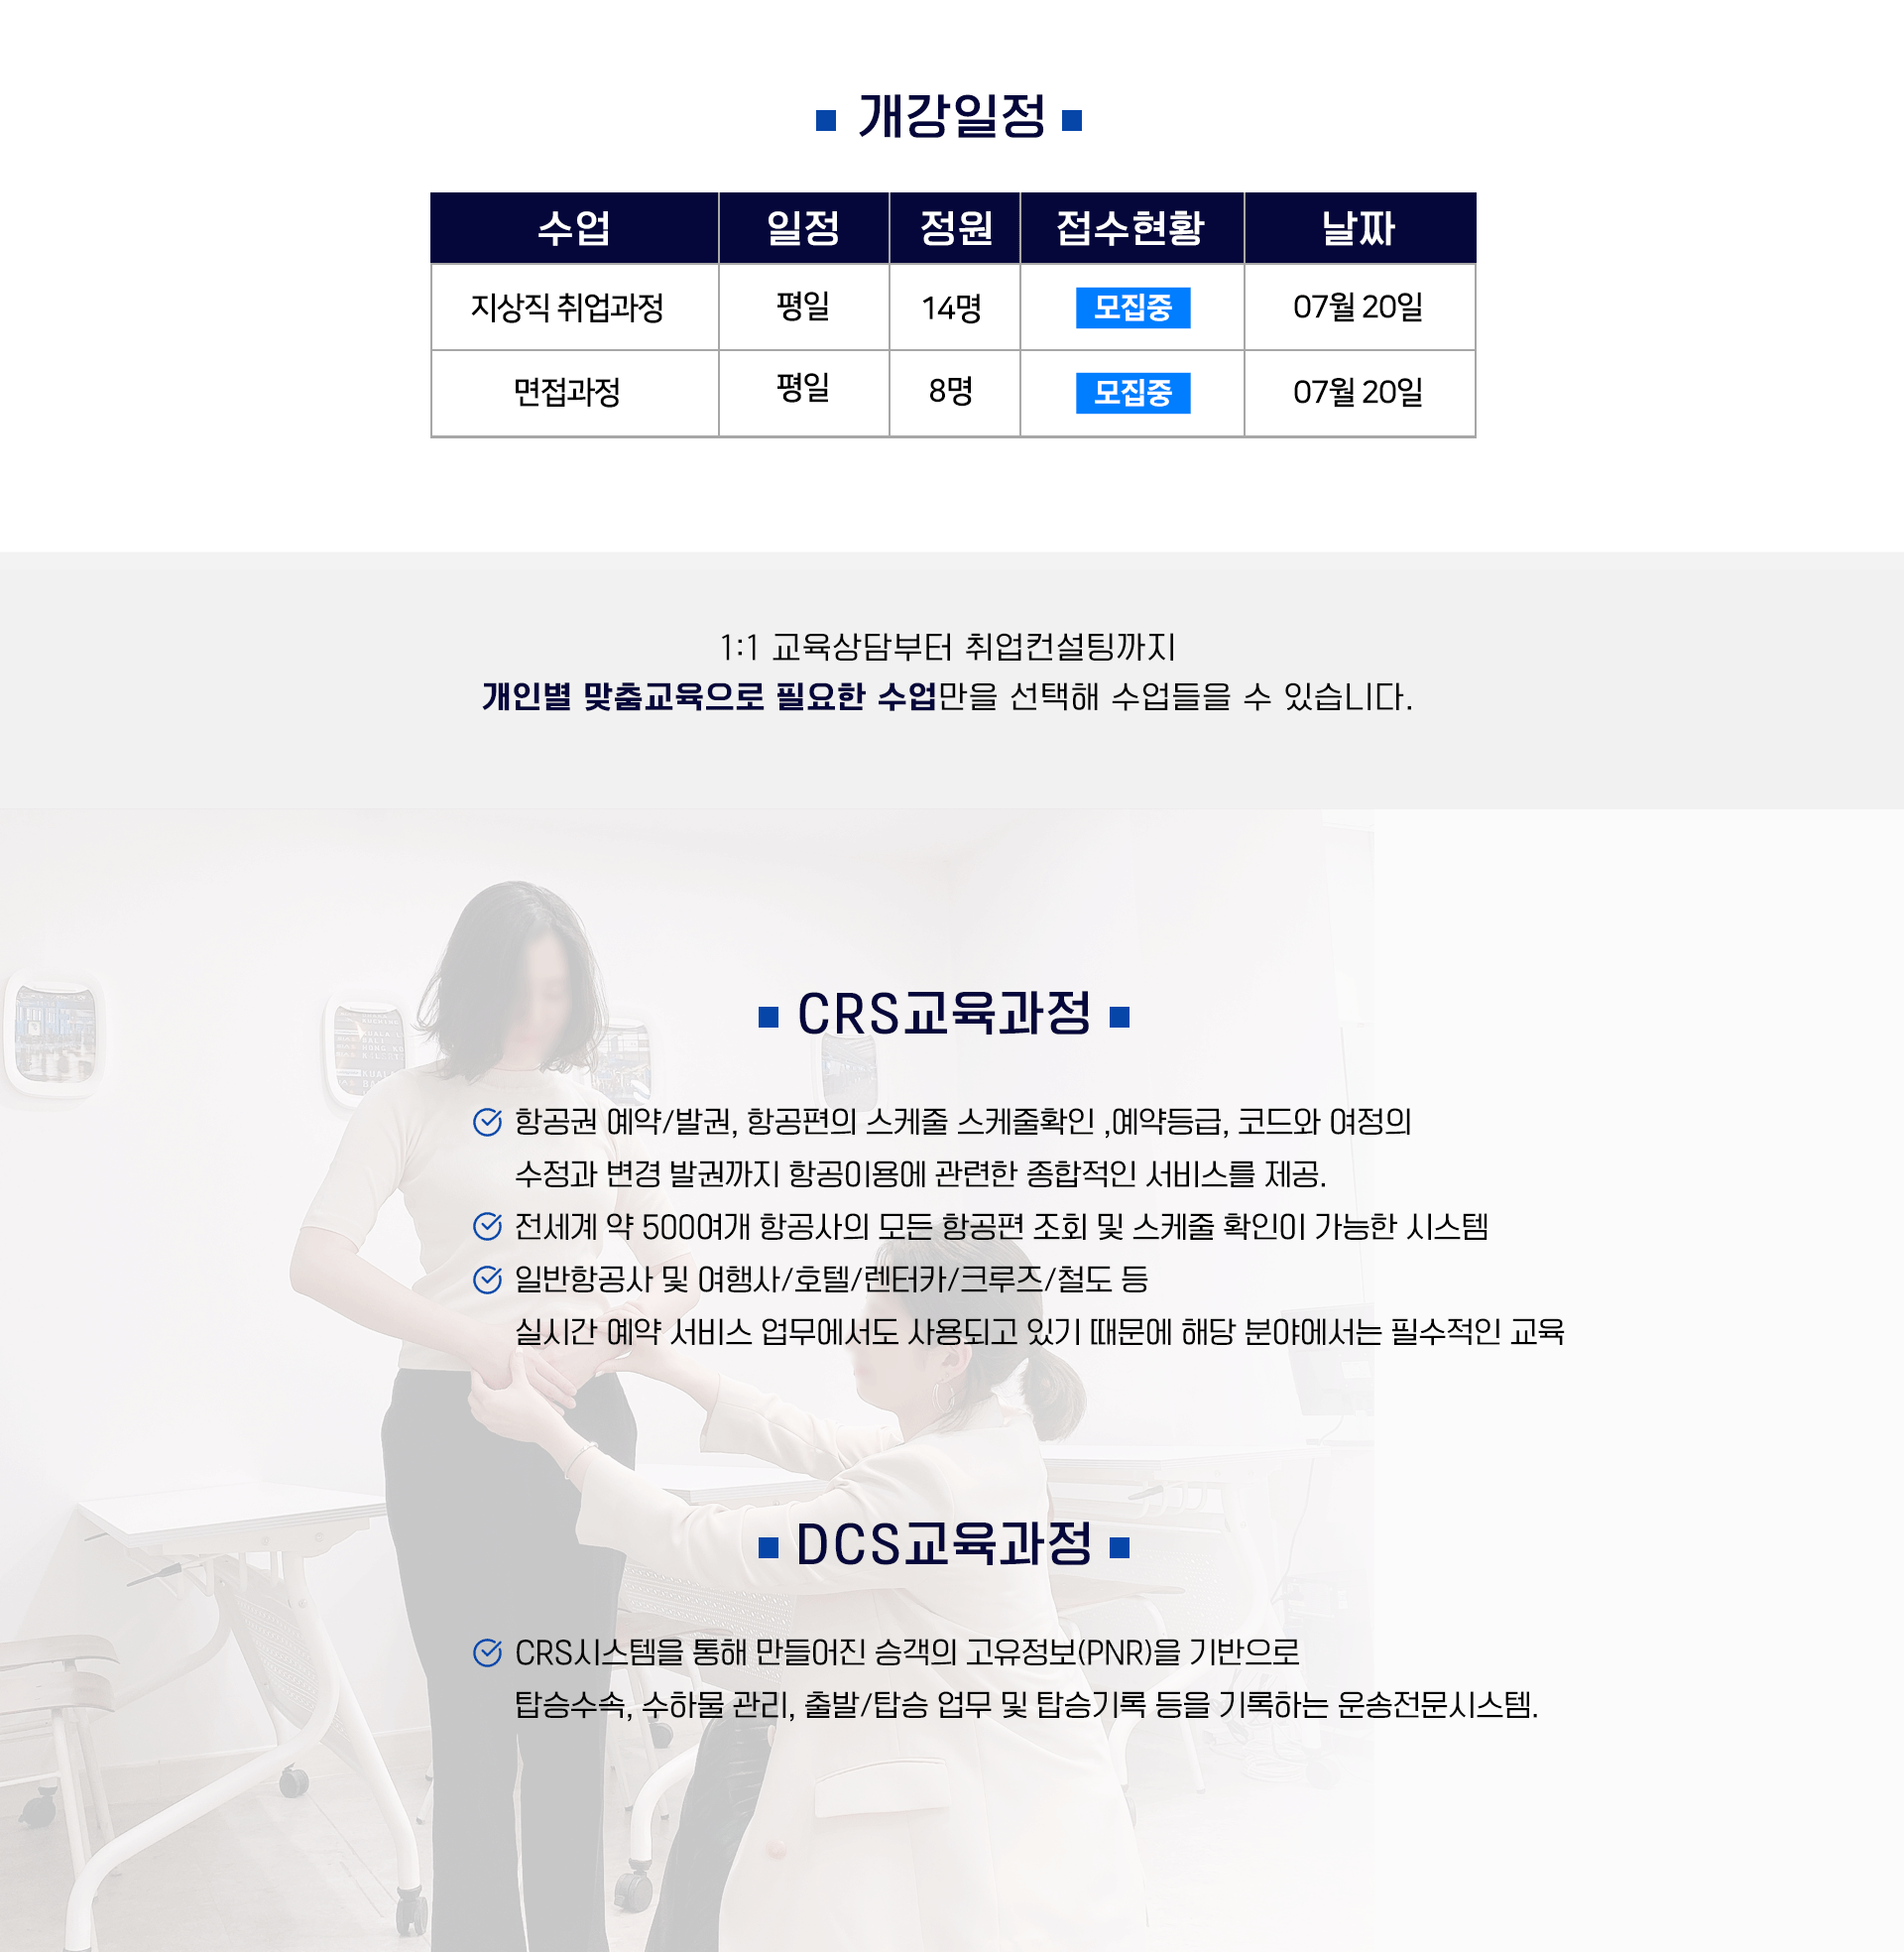 개강일정
수업 일정 정원 접수현황 날짜
지상직 취업과정 평일 14명 모집중 07월 20일
면접과정 평일 8명 모집중 07월 20일
1:1 교육상담부터 취업컨설팅까지
개인별 맞춤교육으로 필요한 수업만을 선택해 수업들을 수 있습니다.
CRS교육과정
항공권 예약/발권, 항공편의 스케줄 스케줄확인 ,예약등급, 코드와 여정의
수정과 변경 발권까지 항공이용에 관련한 종합적인 서비스를 제공.
전세계 약 500여개 항공사의 모든 항공편 조회 및 스케줄 확인이 가능한 시스템
일반항공사 및 여행사/호텔/렌터카/크루즈/철도 등
실시간 예약 서비스 업무에서도 사용되고 있기 때문에 해당 분야에서는 필수적인 교육
DCS교육과정
CRS시스템을 통해 만들어진 승객의 고유정보(PNR)을 기반으로
탑승수속, 수하물 관리, 출발/탑승 업무 및 탑승기록 등을 기록하는 운송전문시스템.